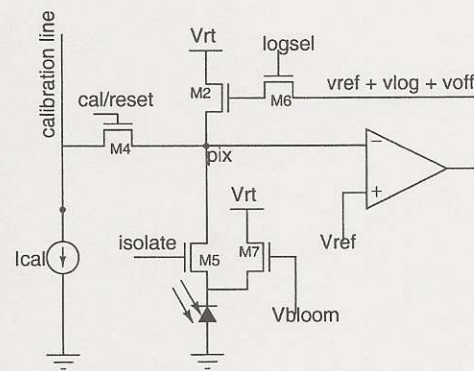 calibration line
Vrt
logsel
cal/reset
M2
M6
vref + vlog + voff
M4
pix
−
+
Vrt
Vref
isolate
M5
M7
Ical
Vbloom